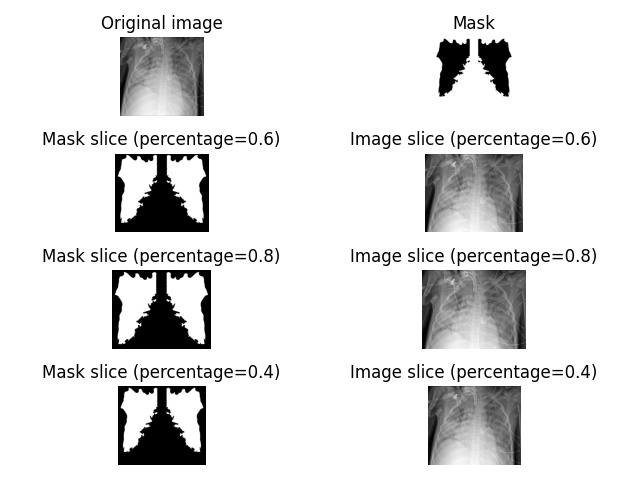 Original image
Mask
Mask slice (percentage=0.6)
Image slice (percentage=0.6)
Mask slice (percentage=0.8)
Image slice (percentage=0.8)
Mask slice (percentage=0.4)
Image slice (percentage=0.4)